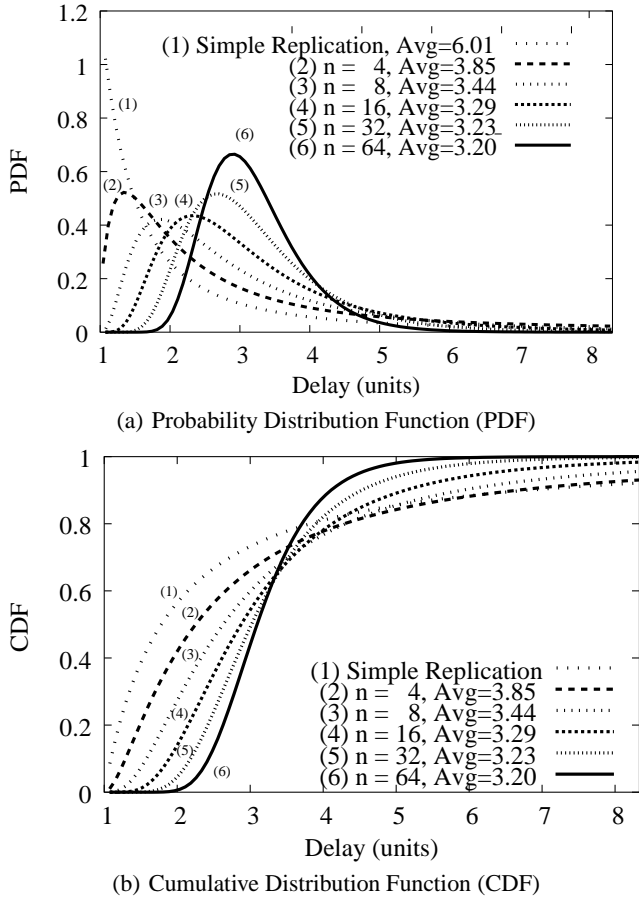 1.2
1
0.8
0.6
0.4
0.2
0
PDF
(1) Simple Replication, Avg=6.01
(2) n = 4, Avg=3.85
(3) n = 8, Avg=3.44
(4) n = 16, Avg=3.29
(5) n = 32, Avg=3.23
(6) n = 64, Avg=3.20
(1)
(2)
(3)
(4)
(5)
(6)
1 2 3 4 5 6 7 8
Delay (units)
(a) Probability Distribution Function (PDF)
1
0.8
0.6
0.4
0.2
0
CDF
(1)
(2)
(3)
(4)
(5)
(6)
(1) Simple Replication
(2) n = 4, Avg=3.85
(3) n = 8, Avg=3.44
(4) n = 16, Avg=3.29
(5) n = 32, Avg=3.23
(6) n = 64, Avg=3.20
1 2 3 4 5 6 7 8
Delay (units)
(b) Cumulative Distribution Function (CDF)